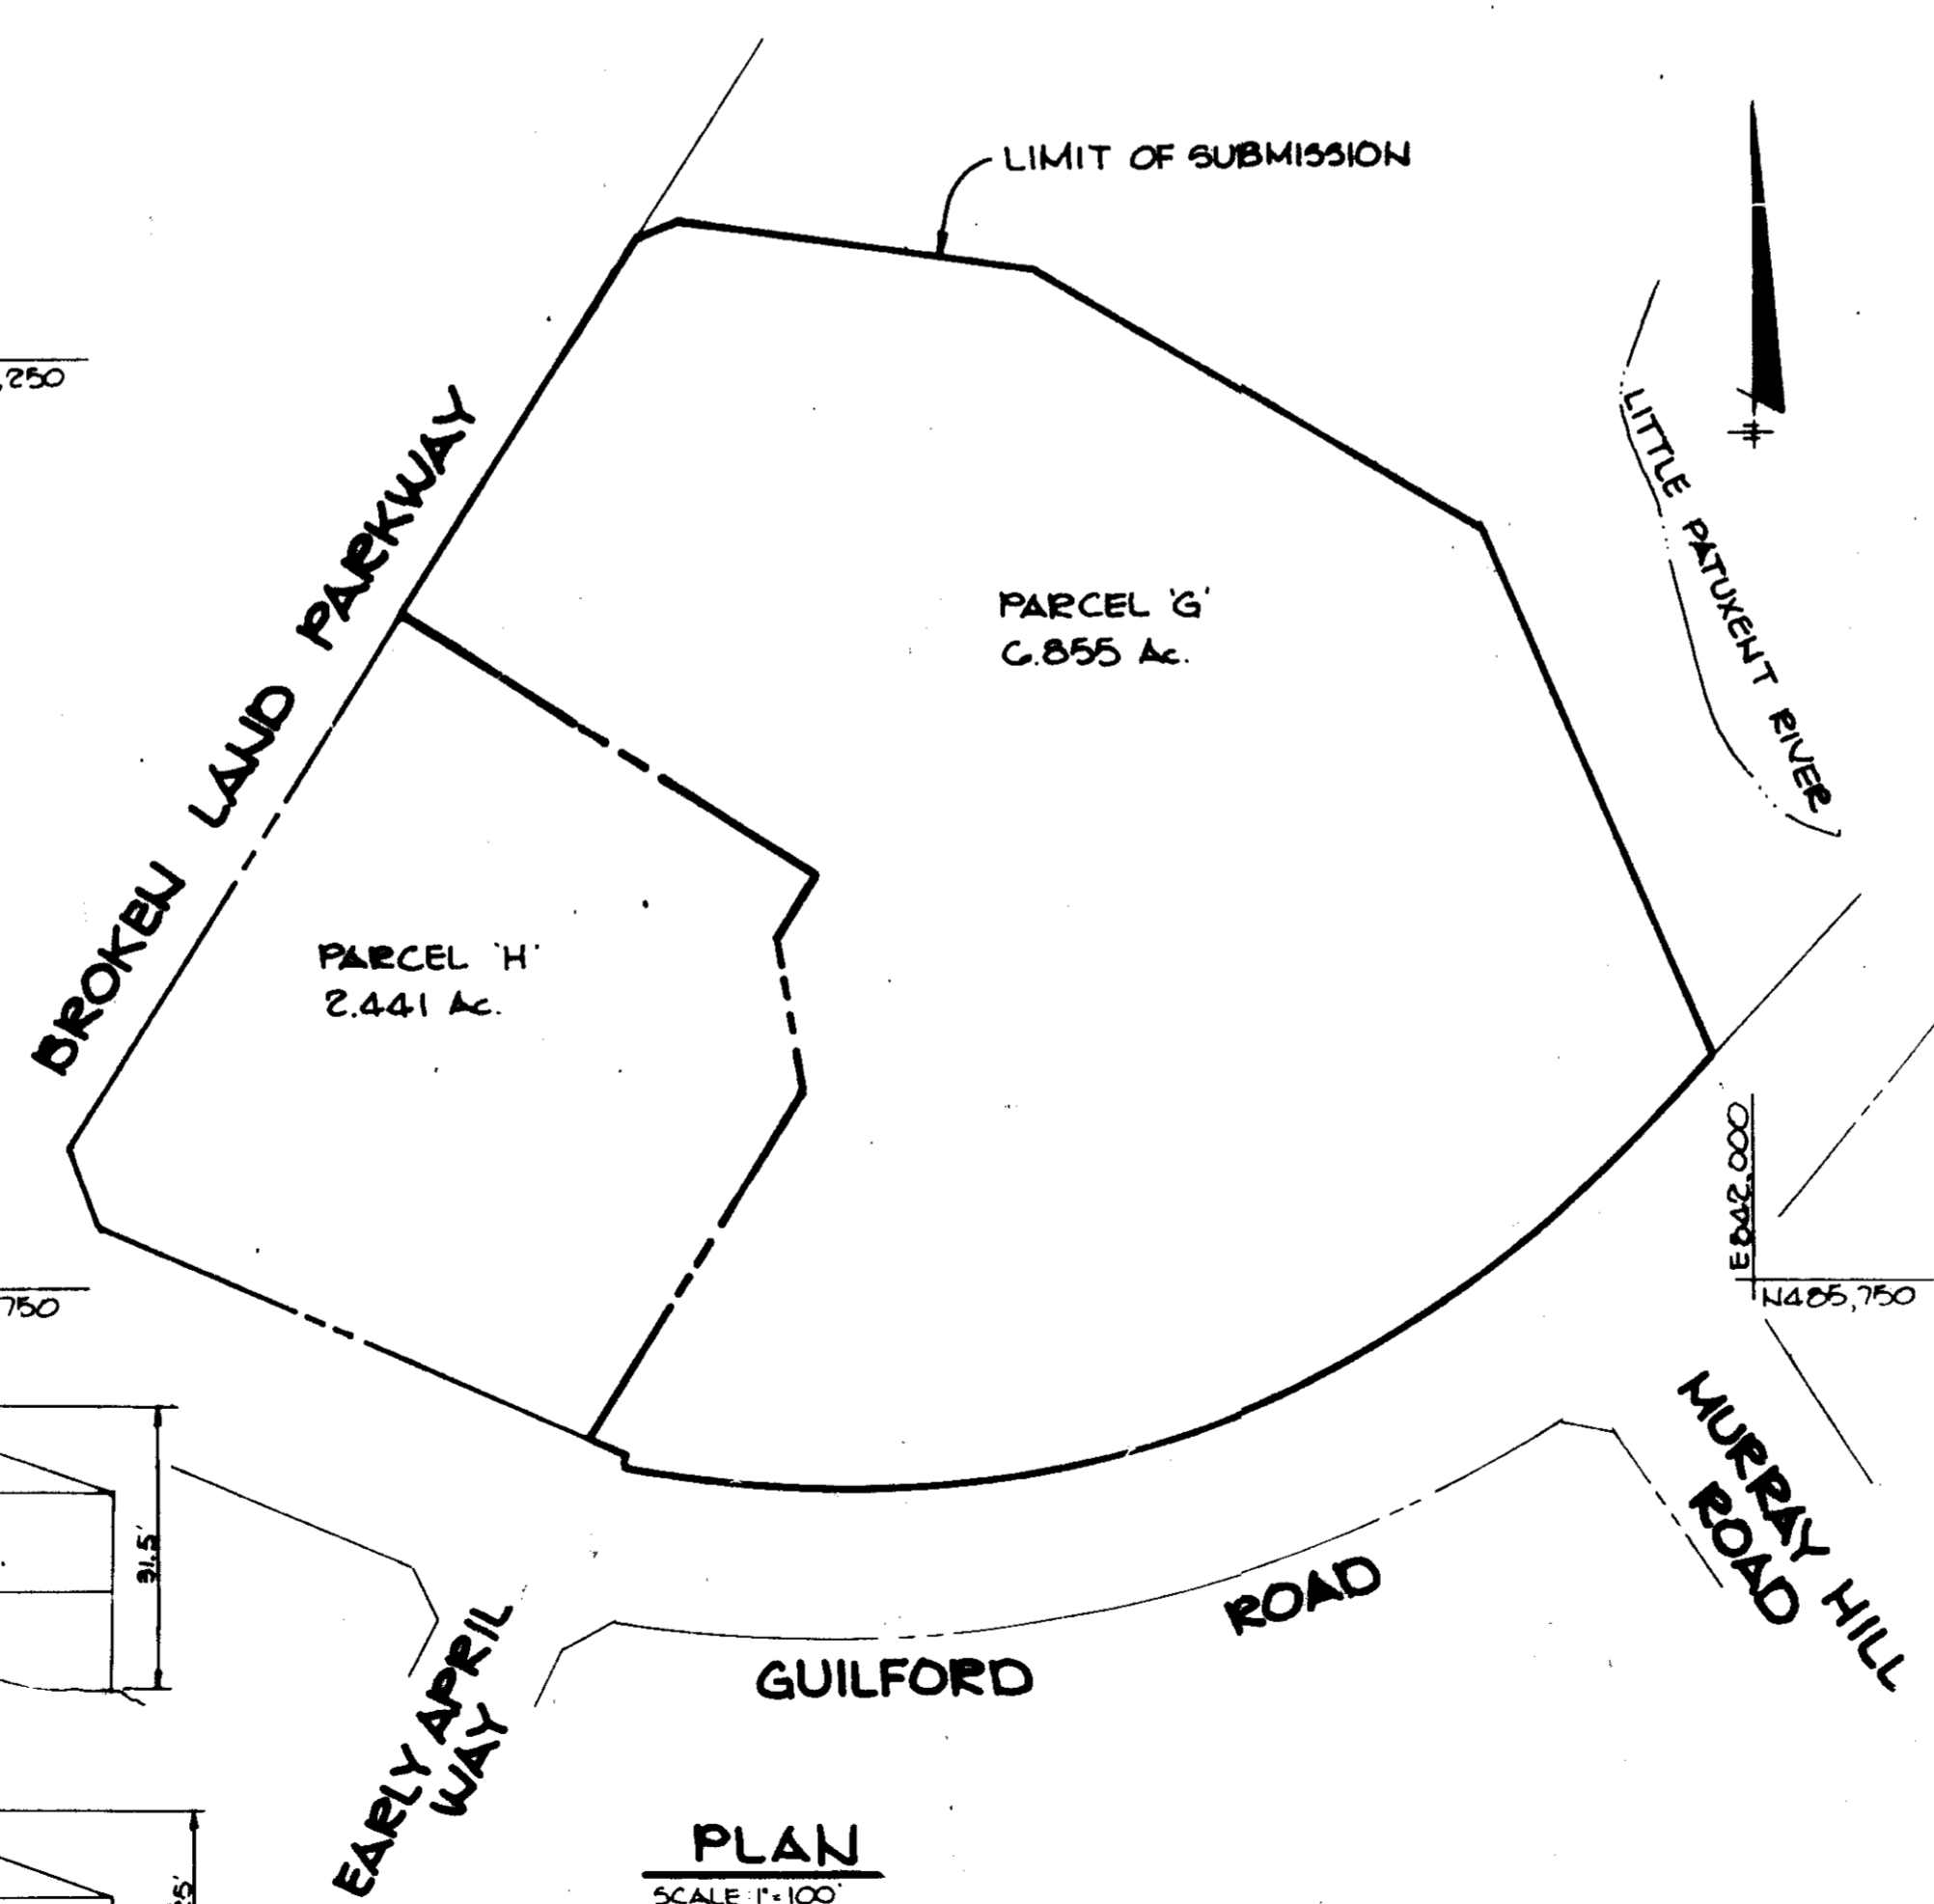 LIMIT OF SUBMISSION
,250
BROKEN LAND PARKWAY
LITTLE PATUXENT RIVER
PARCEL 'G'
6.855 Ac.
PARCEL 'H'
2.441 Ac.
E 842,000
N485,750
750
31.5'
MURRAY HILL
ROAD
GUILFORD ROAD
EARLY APRIL
WAY
PLAN
SCALE: 1"=100'